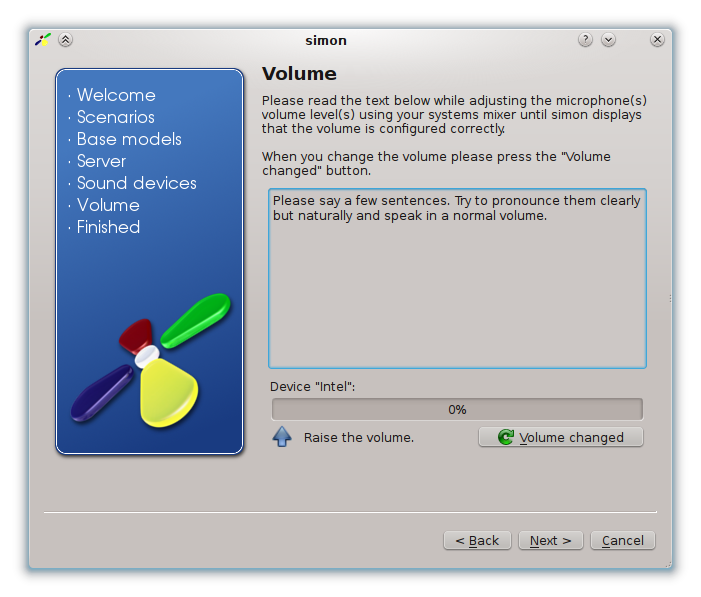 simon
· Welcome
· Scenarios
· Base models
· Server
· Sound devices
· Volume
· Finished
Volume
Please read the text below while adjusting the microphone(s)
volume level(s) using your systems mixer until simon displays
that the volume is configured correctly.
When you change the volume please press the "Volume
changed" button.
Please say a few sentences. Try to pronounce them clearly
but naturally and speak in a normal volume.
Device "Intel":
0%
Raise the volume.
Volume changed
< Back
Next >
Cancel